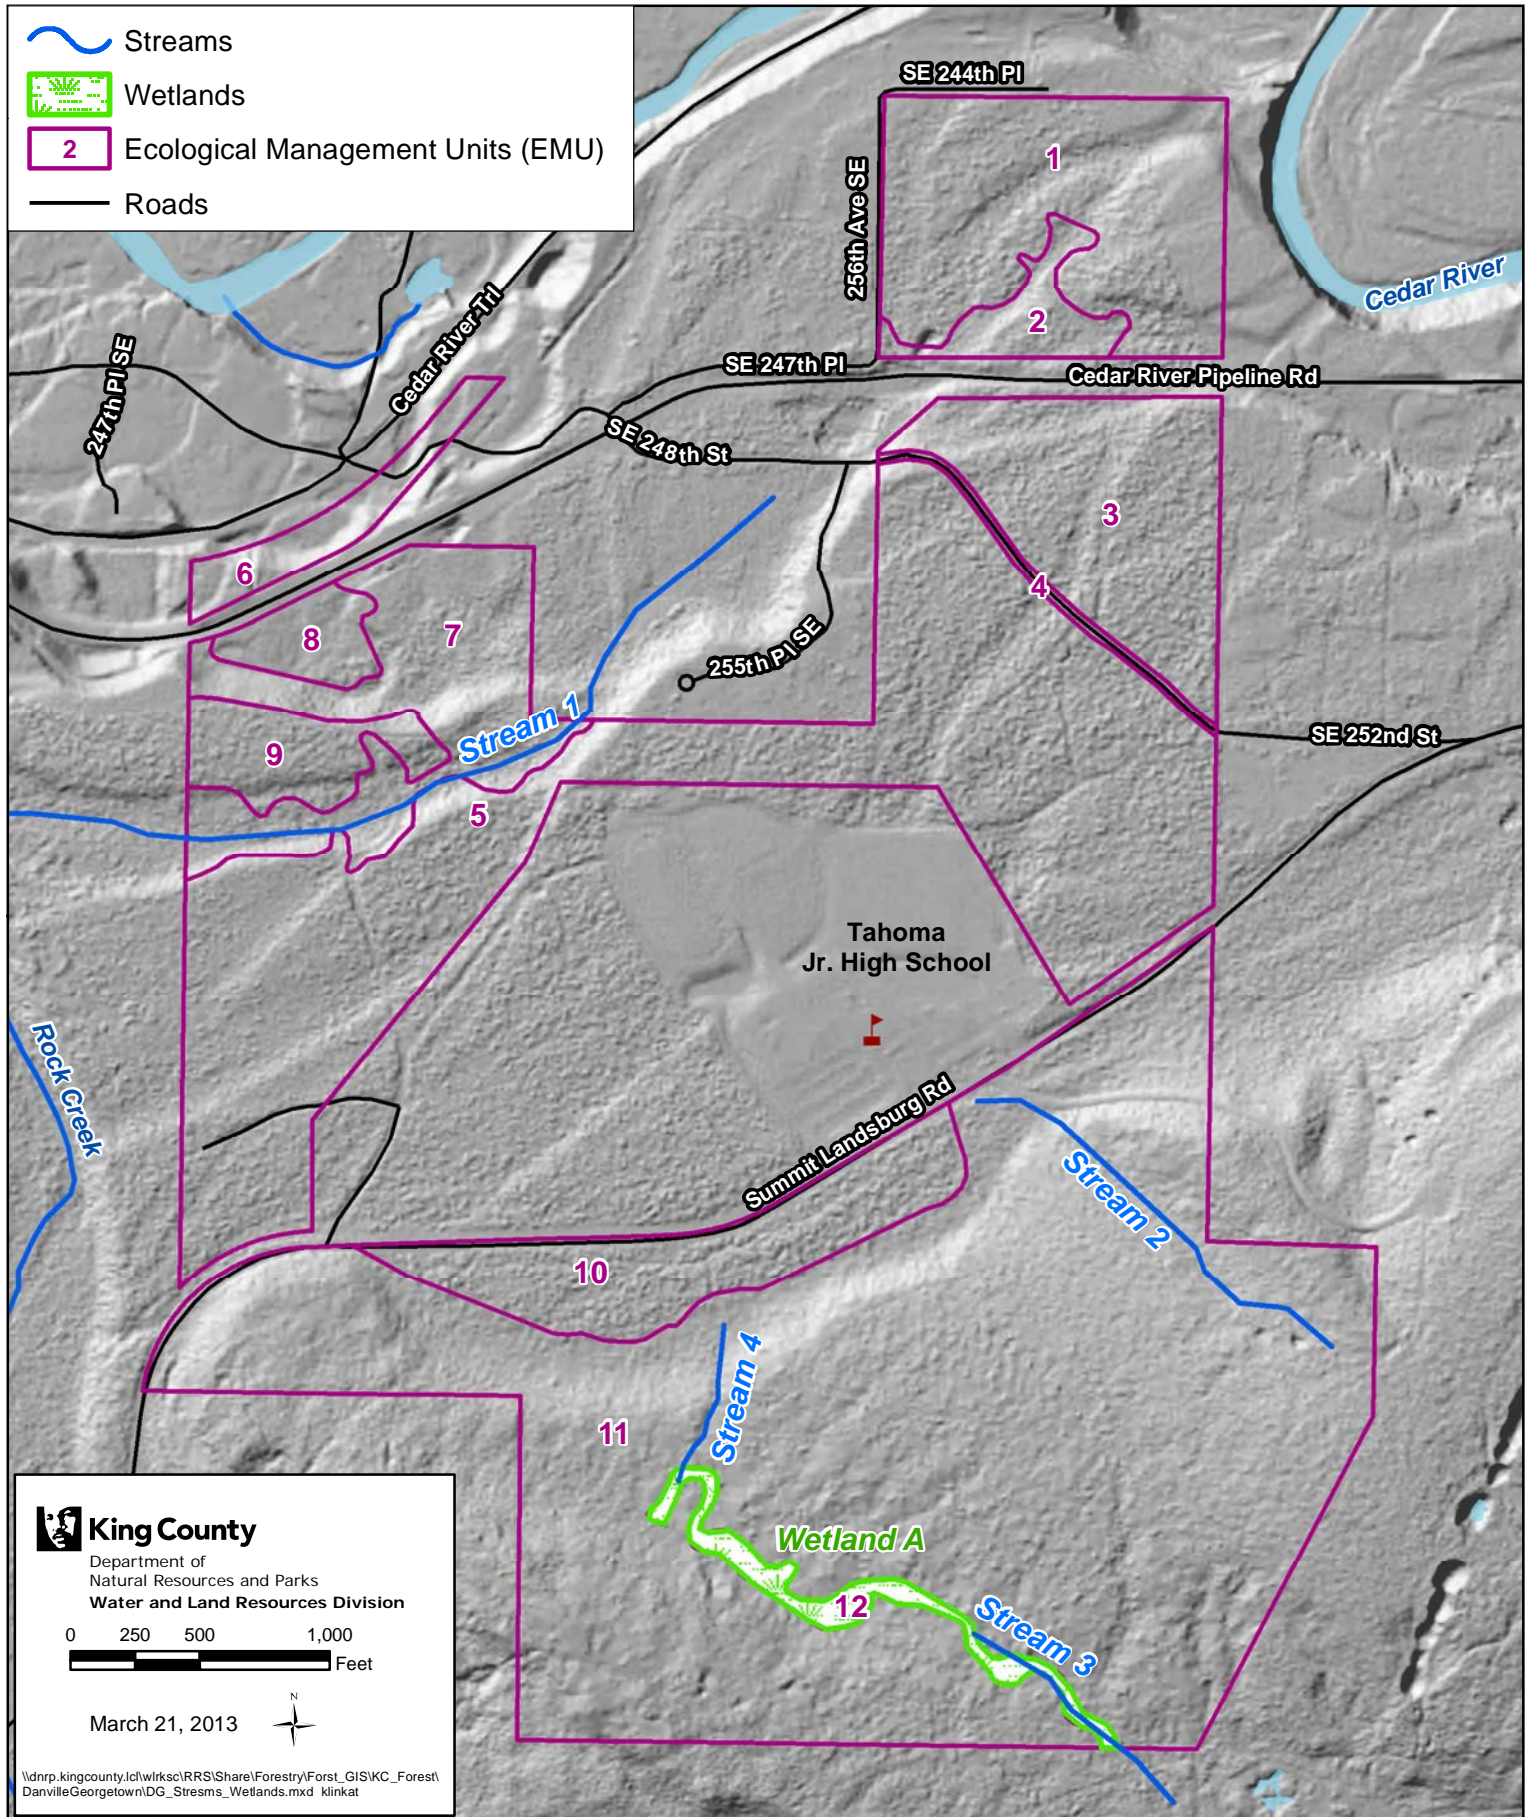 Streams
Wetlands
2
Ecological Management Units (EMU)
Roads
SE 244th Pl
256th Ave SE
1
2
Cedar River
SE 247th Pl
Cedar River Pipeline Rd
Cedar River Trl
247th Pl SE
SE 248th St
3
4
6
8
7
255th Pl SE
Stream 1
SE 252nd St
9
5
Tahoma
Jr. High School
Rock Creek
Summit Landsburg Rd
Stream 2
10
Stream 4
11
Wetland A
12
Stream 3
King County
Department of
Natural Resources and Parks
Water and Land Resources Division
0 250 500 1,000
Feet
N
March 21, 2013
\\dnrp.kingcounty.lcl\wlrksc\RRS\Share\Forestry\Forst_GIS\KC_Forest\
DanvilleGeorgetown\DG_Stresms_Wetlands.mxd klinkat